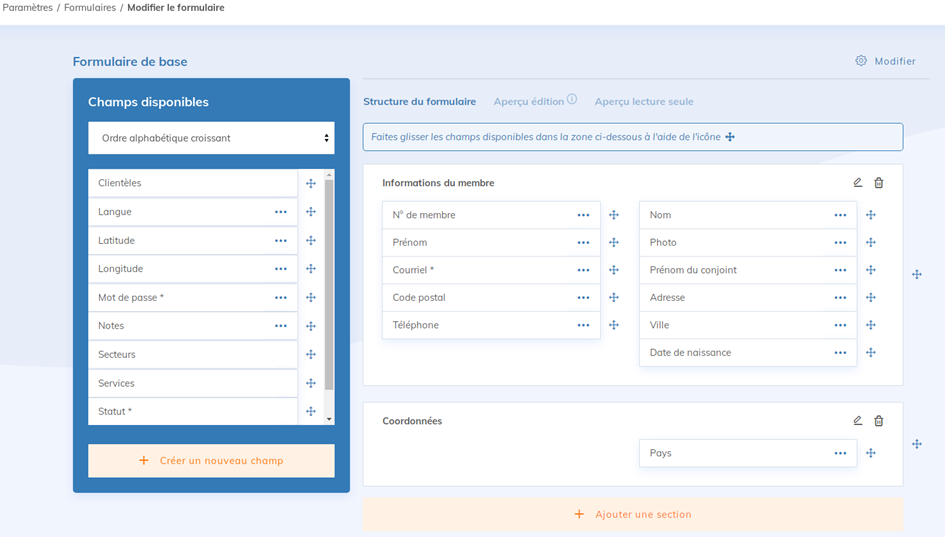 Paramètres / Formulaires / Modifier le formulaire
Formulaire de base
Modifier
Champs disponibles
Ordre alphabétique croissant
Clientèles
Langue
Latitude
Longitude
Mot de passe *
Notes
Secteurs
Services
Statut *
+ Créer un nouveau champ
Structure du formulaire Aperçu édition Aperçu lecture seule
Faites glisser les champs disponibles dans la zone ci-dessous à l'aide de l'icône
Informations du membre
N° de membre
Prénom
Courriel *
Code postal
Téléphone
Nom
Photo
Prénom du conjoint
Adresse
Ville
Date de naissance
Coordonnées
Pays
+ Ajouter une section